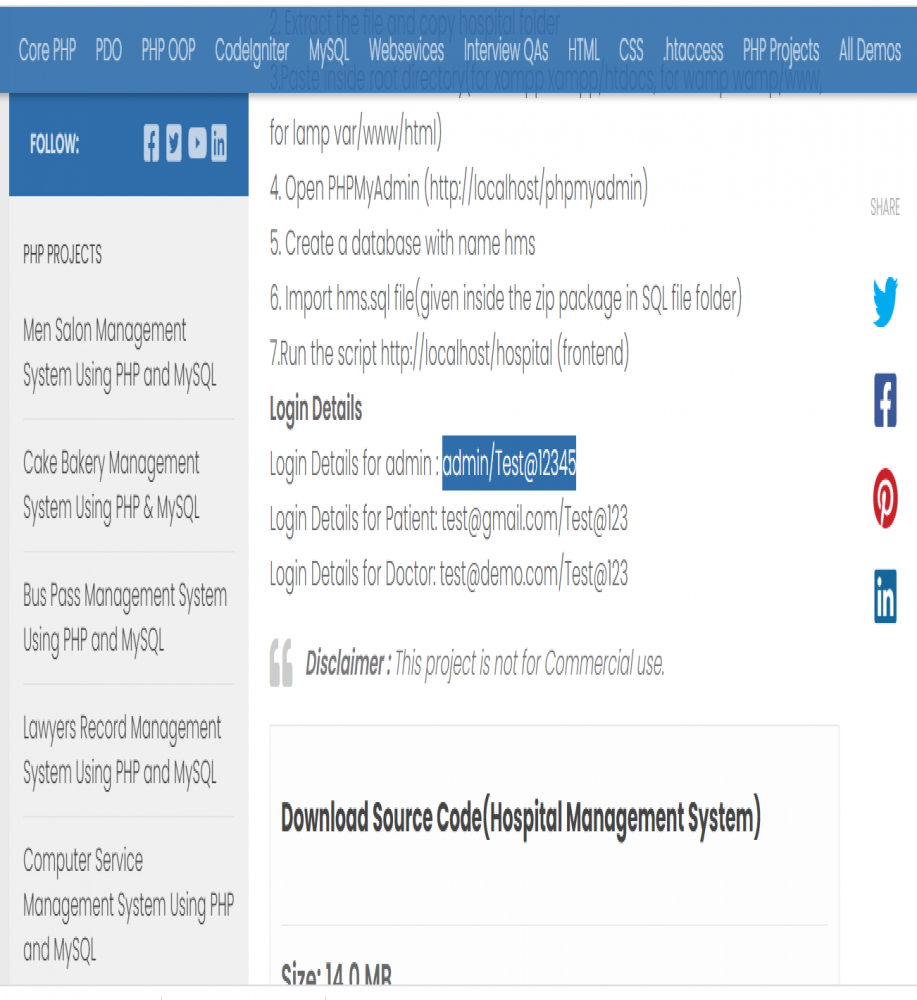 2. Extract the file and copy hospital folder
Core PHP PDO PHP OOP CodeIgniter MySQL Websevices Interview QAs HTML CSS .htaccess PHP Projects All Demos
3.Paste inside root directory(for xampp xampp/htdocs, for wamp wamp/www,
for lamp var/www/html)
4. Open PHPMyAdmin (http://localhost/phpmyadmin)
5. Create a database with name hms
6. Import hms.sql file(given inside the zip package in SQL file folder)
7.Run the script http://localhost/hospital (frontend)
Login Details
Login Details for admin : admin/Test@12345
Login Details for Patient: test@gmail.com/Test@123
Login Details for Doctor: test@demo.com/Test@123
Disclaimer : This project is not for Commercial use.
Download Source Code(Hospital Management System)
Size: 14.0 MB
FOLLOW:
PHP PROJECTS
Men Salon Management
System Using PHP and MySQL
Cake Bakery Management
System Using PHP & MySQL
Bus Pass Management System
Using PHP and MySQL
Lawyers Record Management
System Using PHP and MySQL
Computer Service
Management System Using PHP
and MySQL
SHARE